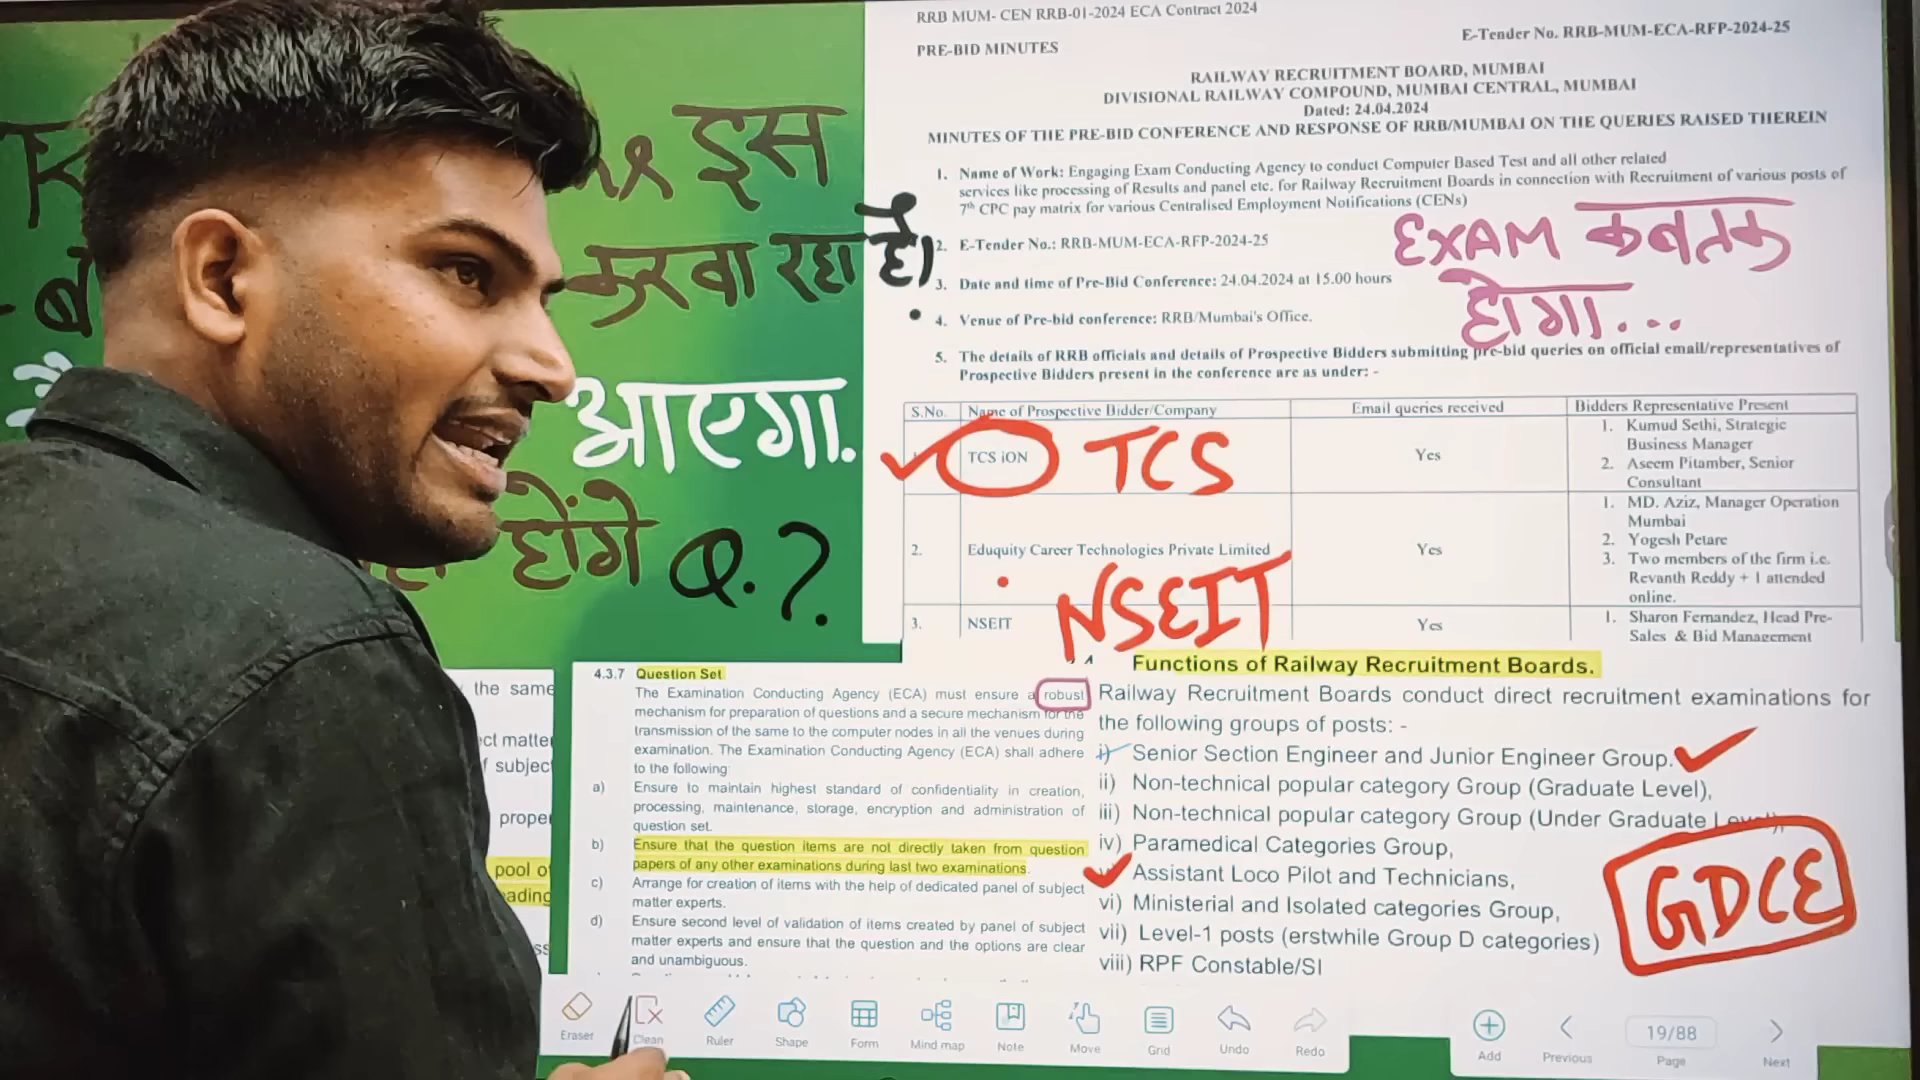 RRB MUM- CEN RRB-01-2024 ECA Contract 2024
PRE-BID MINUTES
E-Tender No. RRB-MUM-ECA-RFP-2024-25
RAILWAY RECRUITMENT BOARD, MUMBAI
DIVISIONAL RAILWAY COMPOUND, MUMBAI CENTRAL, MUMBAI
Dated: 24.04.2024
MINUTES OF THE PRE-BID CONFERENCE AND RESPONSE OF RRB/MUMBAI ON THE QUERIES RAISED THEREIN
1. Name of Work: Engaging Exam Conducting Agency to conduct Computer Based Test and all other related
services like processing of Results and panel etc. for Railway Recruitment Boards in connection with Recruitment of various posts of
7th CPC pay matrix for various Centralised Employment Notifications (CENs)
2. E-Tender No.: RRB-MUM-ECA-RFP-2024-25
3. Date and time of Pre-Bid Conference: 24.04.2024 at 15.00 hours
4. Venue of Pre-bid conference: RRB/Mumbai's Office.
5. The details of RRB officials and details of Prospective Bidders submitting pre-bid queries on official email/representatives of
Prospective Bidders present in the conference are as under: -
EXAM कबतक
होगा...
इस
करवा रहा है।
आएगा.
होंगे Q.?
S.No. Name of Prospective Bidder/Company Email queries received Bidders Representative Present
TCS iON Yes 1. Kumud Sethi, Strategic
Business Manager
2. Aseem Pitamber, Senior
Consultant
TCS
2. Eduquity Career Technologies Private Limited Yes 1. MD. Aziz, Manager Operation
Mumbai
2. Yogesh Petare
3. Two members of the firm i.e.
Revanth Reddy + 1 attended
online.
NSEIT
3. NSEIT Yes 1. Sharon Fernandez, Head Pre-
Sales & Bid Management
the same
ect matte
f subject
prope
pool o
ading
4.3.7 Question Set
The Examination Conducting Agency (ECA) must ensure a robust
mechanism for preparation of questions and a secure mechanism for the
transmission of the same to the computer nodes in all the venues during
examination. The Examination Conducting Agency (ECA) shall adhere
to the following
a) Ensure to maintain highest standard of confidentiality in creation,
processing, maintenance, storage, encryption and administration of
question set.
b) Ensure that the question items are not directly taken from question
papers of any other examinations during last two examinations.
c) Arrange for creation of items with the help of dedicated panel of subject
matter experts.
d) Ensure second level of validation of items created by panel of subject
matter experts and ensure that the question and the options are clear
and unambiguous.
Functions of Railway Recruitment Boards.
Railway Recruitment Boards conduct direct recruitment examinations for
the following groups of posts: -
i) Senior Section Engineer and Junior Engineer Group.
ii) Non-technical popular category Group (Graduate Level),
iii) Non-technical popular category Group (Under Graduate Level),
iv) Paramedical Categories Group,
Assistant Loco Pilot and Technicians,
vi) Ministerial and Isolated categories Group,
vii) Level-1 posts (erstwhile Group D categories)
viii) RPF Constable/SI
GDCE
Eraser Clean Ruler Shape Form Mind map Note Move Grid Undo Redo
Add Previous 19/88 Page Next